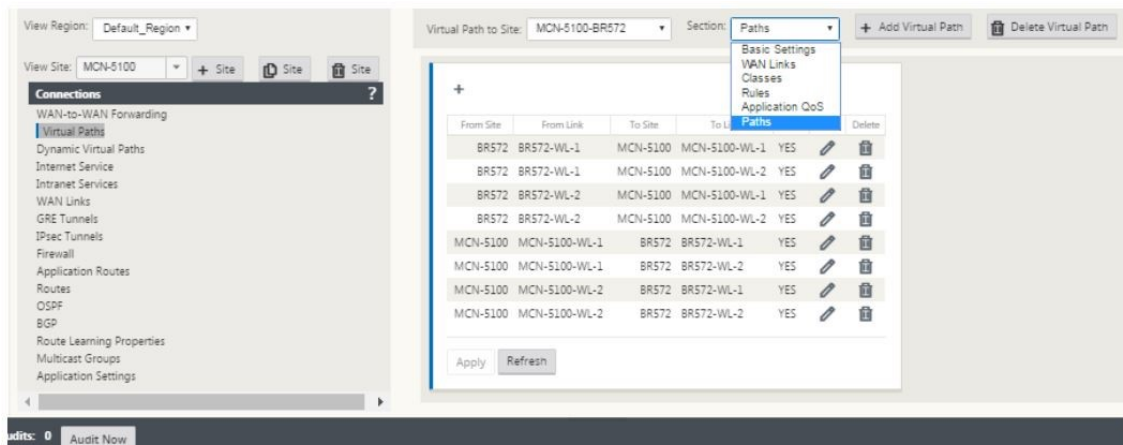 View Region: Default_Region
View Site: MCN-5100 + Site Site Site
Connections ?
WAN-to-WAN Forwarding
Virtual Paths
Dynamic Virtual Paths
Internet Service
Intranet Services
WAN Links
GRE Tunnels
IPsec Tunnels
Firewall
Application Routes
Routes
OSPF
BGP
Route Learning Properties
Multicast Groups
Application Settings
Virtual Path to Site: MCN-5100-BR572 Section: Paths + Add Virtual Path Delete Virtual Path
Basic Settings
WAN Links
Classes
Rules
Application QoS
Paths
+
From Site From Link To Site Delete
BR572 BR572-WL-1 MCN-5100 MCN-5100-WL-1 YES
BR572 BR572-WL-1 MCN-5100 MCN-5100-WL-2 YES
BR572 BR572-WL-2 MCN-5100 MCN-5100-WL-1 YES
BR572 BR572-WL-2 MCN-5100 MCN-5100-WL-2 YES
MCN-5100 MCN-5100-WL-1 BR572 BR572-WL-1 YES
MCN-5100 MCN-5100-WL-1 BR572 BR572-WL-2 YES
MCN-5100 MCN-5100-WL-2 BR572 BR572-WL-1 YES
MCN-5100 MCN-5100-WL-2 BR572 BR572-WL-2 YES
Apply Refresh
udits: 0 Audit Now